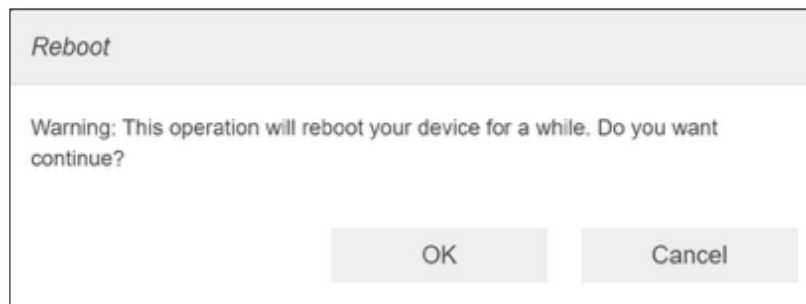 Reboot
Warning: This operation will reboot your device for a while. Do you want
continue?
OK
Cancel